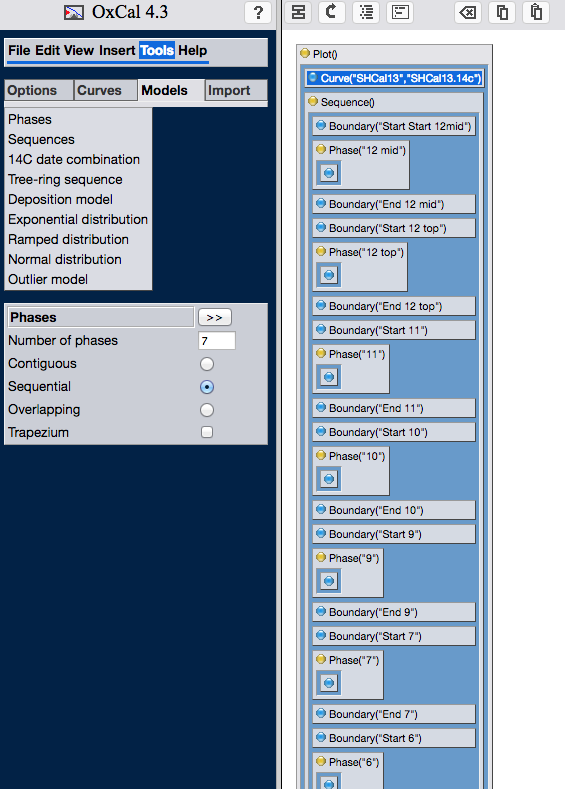 OxCal 4.3
?
File Edit View Insert Tools Help
Options Curves Models Import
Phases
Sequences
14C date combination
Tree-ring sequence
Deposition model
Exponential distribution
Ramped distribution
Normal distribution
Outlier model
Phases >>
Number of phases 7
Contiguous
Sequential
Overlapping
Trapezium
Plot()
Curve("SHCal13","SHCal13.14c")
Sequence()
Boundary("Start Start 12mid")
Phase("12 mid")
Boundary("End 12 mid")
Boundary("Start 12 top")
Phase("12 top")
Boundary("End 12 top")
Boundary("Start 11")
Phase("11")
Boundary("End 11")
Boundary("Start 10")
Phase("10")
Boundary("End 10")
Boundary("Start 9")
Phase("9")
Boundary("End 9")
Boundary("Start 7")
Phase("7")
Boundary("End 7")
Boundary("Start 6")
Phase("6")